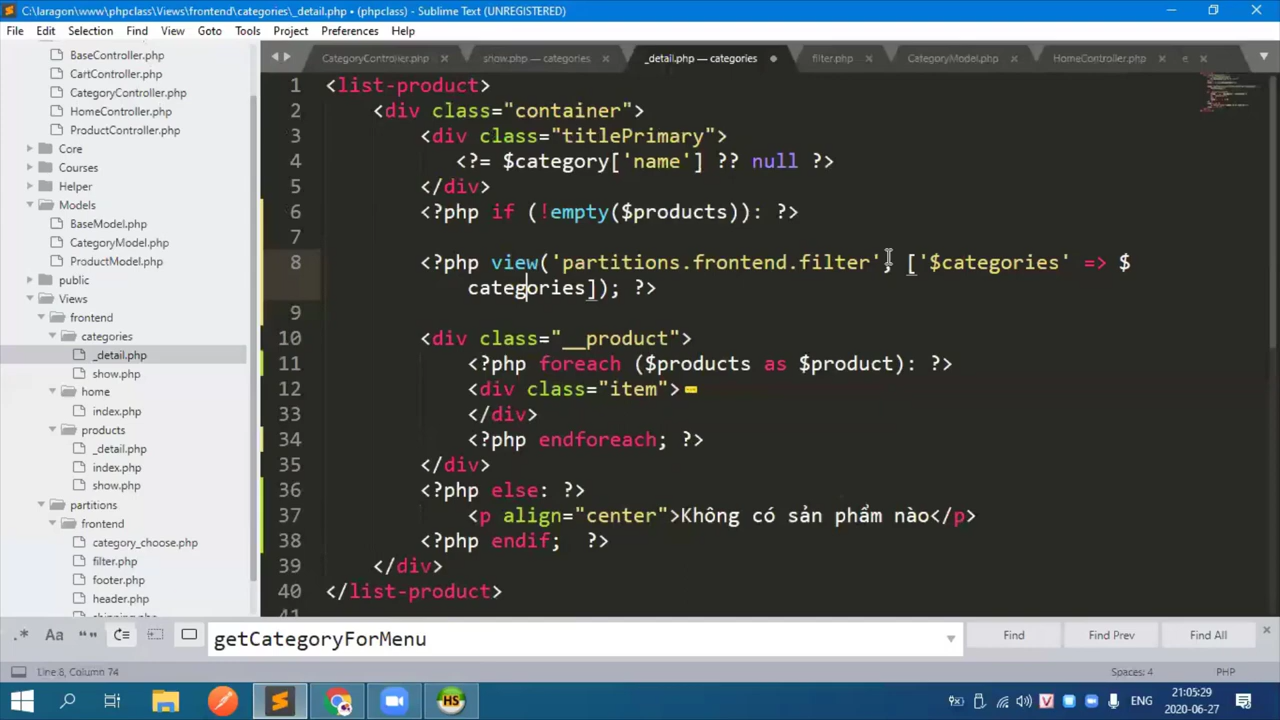 C:\laragon\www\phpclass\Views\frontend\categories\_detail.php • (phpclass) - Sublime Text (UNREGISTERED)
File Edit Selection Find View Goto Tools Project Preferences Help
BaseController.php
CartController.php
CategoryController.php
HomeController.php
ProductController.php
Core
Courses
Helper
Models
BaseModel.php
CategoryModel.php
ProductModel.php
public
Views
frontend
categories
_detail.php
show.php
home
index.php
products
_detail.php
index.php
show.php
partitions
frontend
category_choose.php
filter.php
footer.php
header.php
CategoryController.php show.php — categories _detail.php — categories filter.php CategoryModel.php HomeController.php
1 <list-product>
2 <div class="container">
3 <div class="titlePrimary">
4 <?= $category['name'] ?? null ?>
5 </div>
6 <?php if (!empty($products)): ?>
7
8 <?php view('partitions.frontend.filter', ['$categories' => $
categories]); ?>
9
10 <div class="__product">
11 <?php foreach ($products as $product): ?>
12 <div class="item">
33 </div>
34 <?php endforeach; ?>
35 </div>
36 <?php else: ?>
37 <p align="center">Không có sản phẩm nào</p>
38 <?php endif;  ?>
39 </div>
40 </list-product>
41
.* Aa “” getCategoryForMenu Find Find Prev Find All
Line 8, Column 74 Spaces: 4 PHP
HS V ENG 21:05:29
2020-06-27